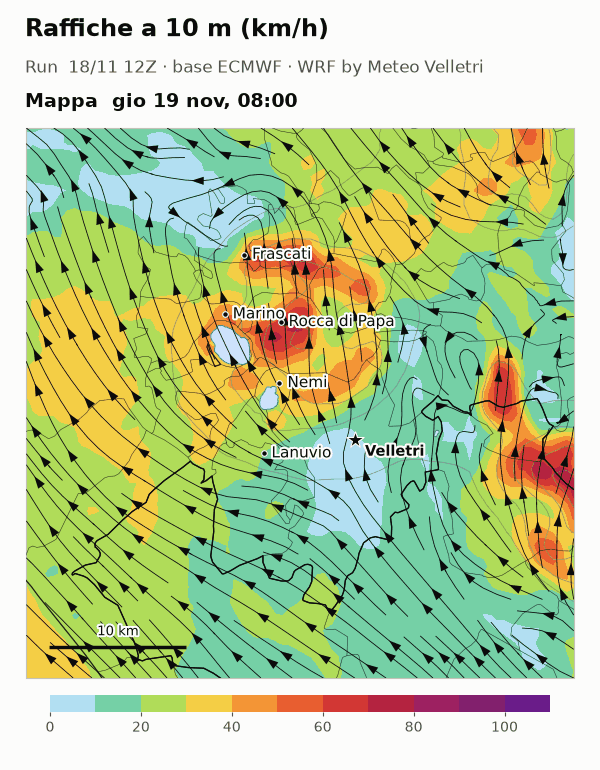 Raffiche a 10 m (km/h)
Run  18/11 12Z · base ECMWF · WRF by Meteo Velletri
Mappa  gio 19 nov, 08:00
Frascati
Marino
Rocca di Papa
Nemi
Velletri
Lanuvio
10 km
0 20 40 60 80 100